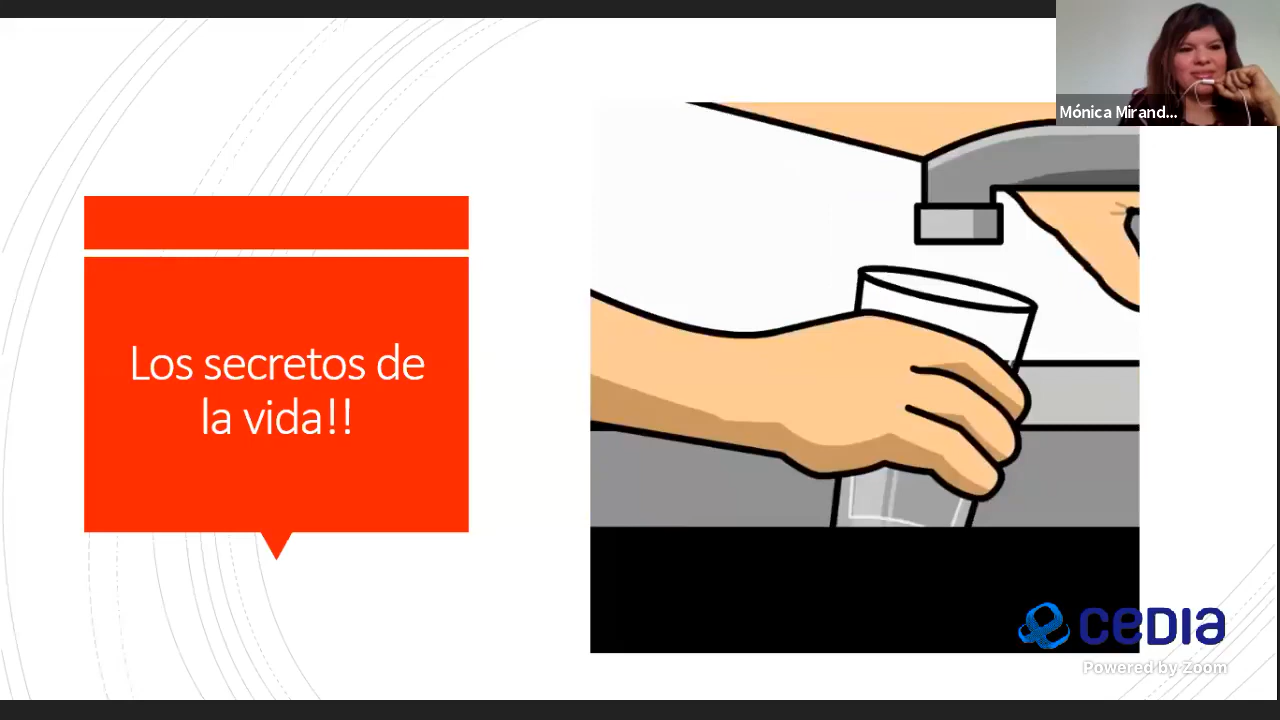 Mónica Mirand...
Los secretos de
la vida!!
CEDIA
Powered by Zoom